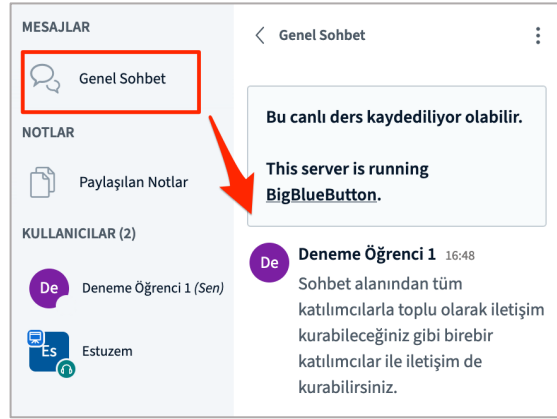 MESAJLAR
Genel Sohbet
NOTLAR
Paylaşılan Notlar
KULLANICILAR (2)
De
Deneme Öğrenci 1 (Sen)
Es
Estuzem
Genel Sohbet
Bu canlı ders kaydediliyor olabilir.
This server is running
BigBlueButton.
De
Deneme Öğrenci 1 16:48
Sohbet alanından tüm
katılımcılarla toplu olarak iletişim
kurabileceğiniz gibi birebir
katılımcılar ile iletişim de
kurabilirsiniz.